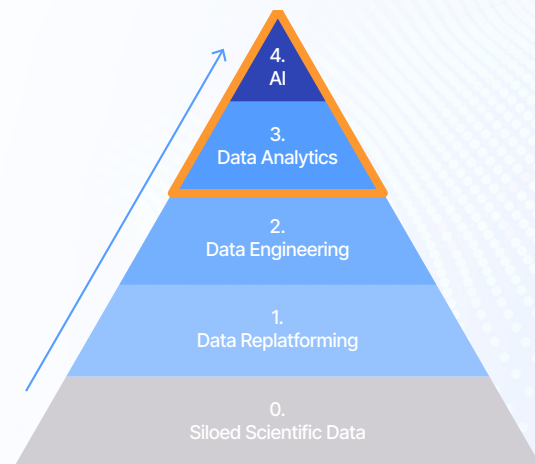 4.
AI
3.
Data Analytics
2.
Data Engineering
1.
Data Replatforming
0.
Siloed Scientific Data